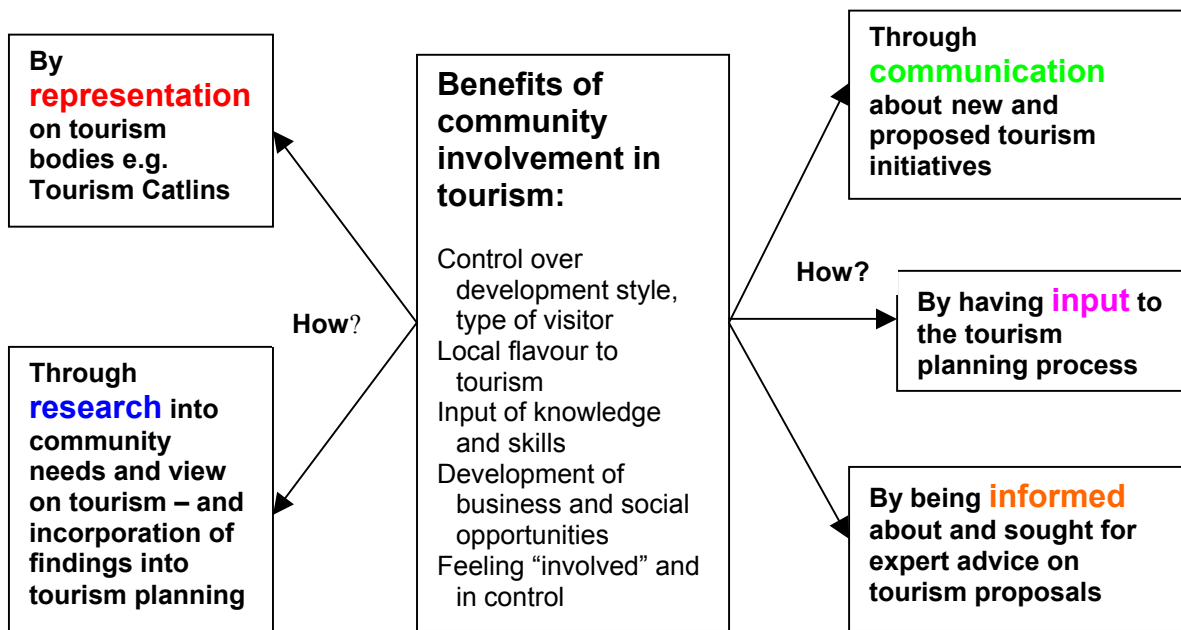 By
representation
on tourism
bodies e.g.
Tourism Catlins
How?
Through
research into
community
needs and view
on tourism – and
incorporation of
findings into
tourism planning
Benefits of
community
involvement in
tourism:
Control over
development style,
type of visitor
Local flavour to
tourism
Input of knowledge
and skills
Development of
business and social
opportunities
Feeling “involved” and
in control
Through
communication
about new and
proposed tourism
initiatives
How?
By having input to
the tourism
planning process
By being informed
about and sought for
expert advice on
tourism proposals